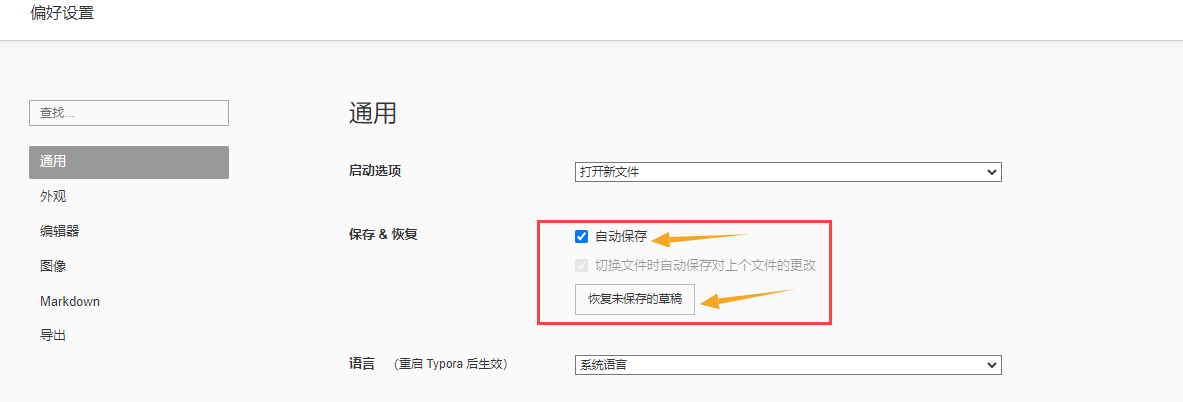 偏好设置
查找...
通用
外观
编辑器
图像
Markdown
导出
通用
启动选项
打开新文件
保存 & 恢复
自动保存
切换文件时自动保存对上个文件的更改
恢复未保存的草稿
语言 （重启 Typora 后生效）
系统语言